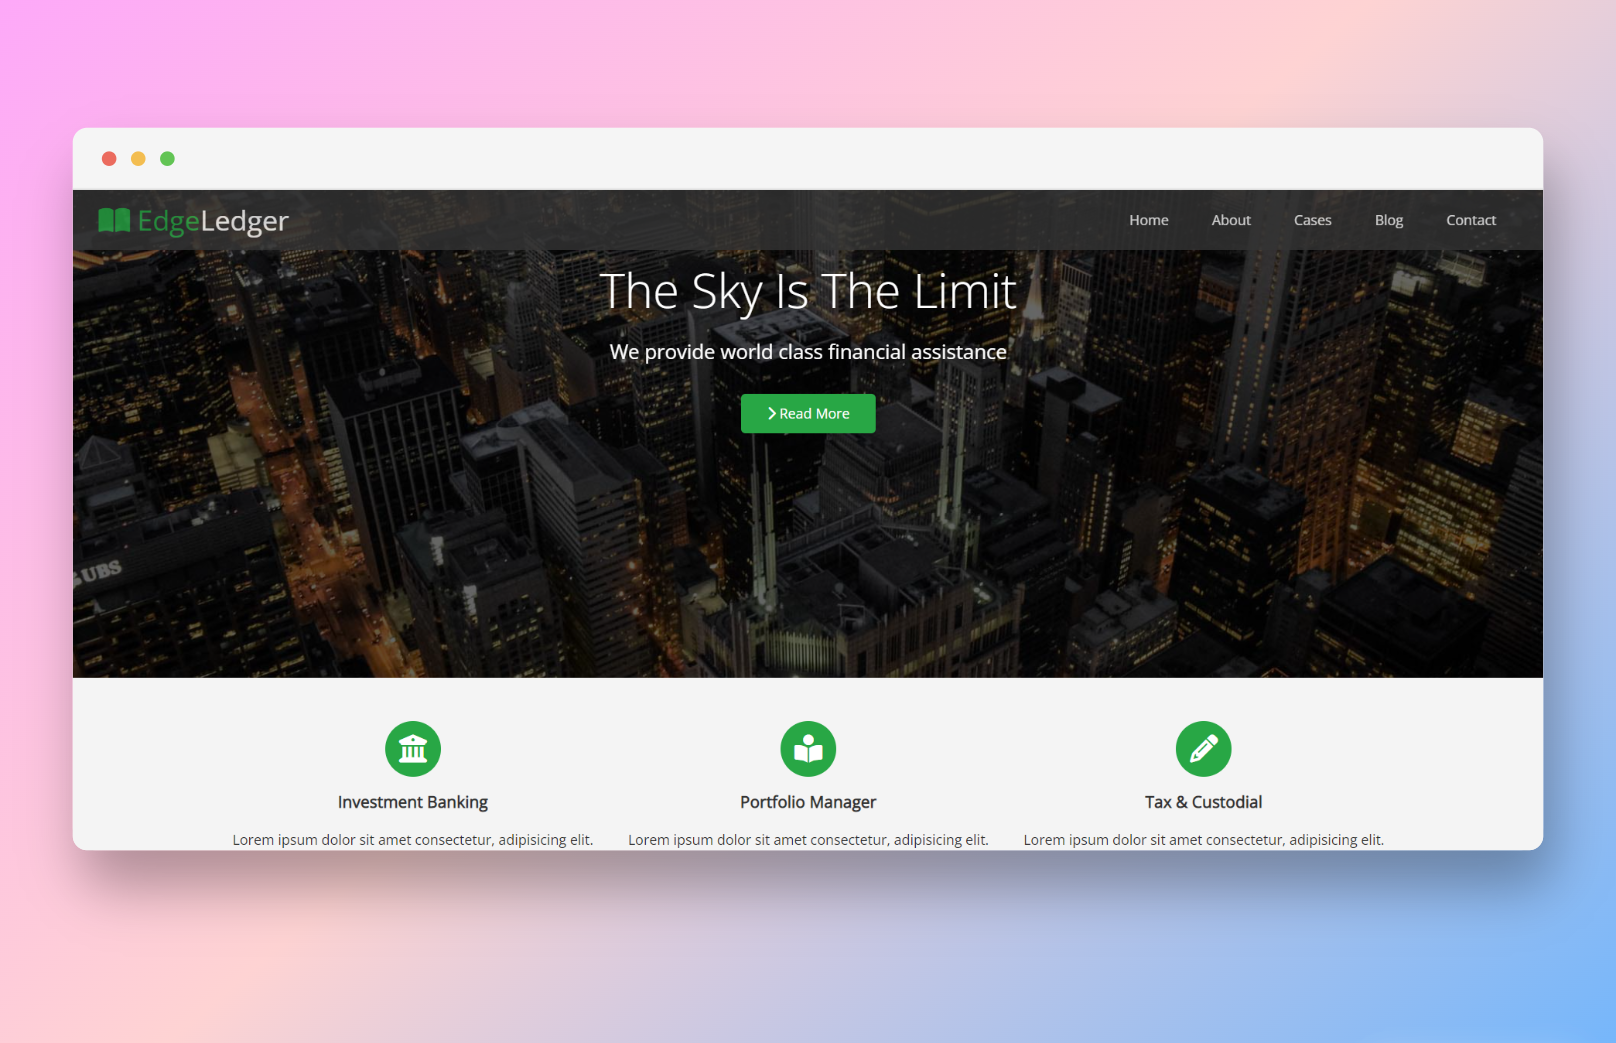 EdgeLedger
Home About Cases Blog Contact
The Sky Is The Limit
We provide world class financial assistance
Read More
UBS
Investment Banking
Portfolio Manager
Tax & Custodial
Lorem ipsum dolor sit amet consectetur, adipisicing elit.
Lorem ipsum dolor sit amet consectetur, adipisicing elit.
Lorem ipsum dolor sit amet consectetur, adipisicing elit.